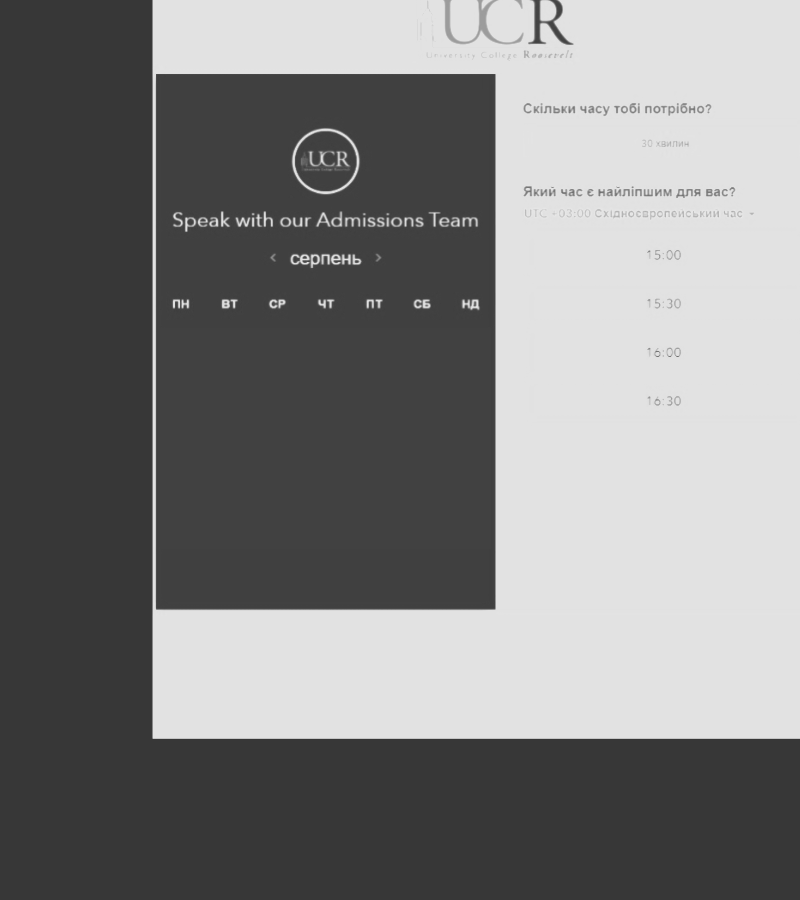 UCR
University College Roosevelt
UCR
Speak with our Admissions Team
< серпень >
ПН ВТ СР ЧТ ПТ СБ НД
Скільки часу тобі потрібно?
30 хвилин
Який час є найліпшим для вас?
UTC +03:00 Східноєвропейський час
15:00
15:30
16:00
16:30